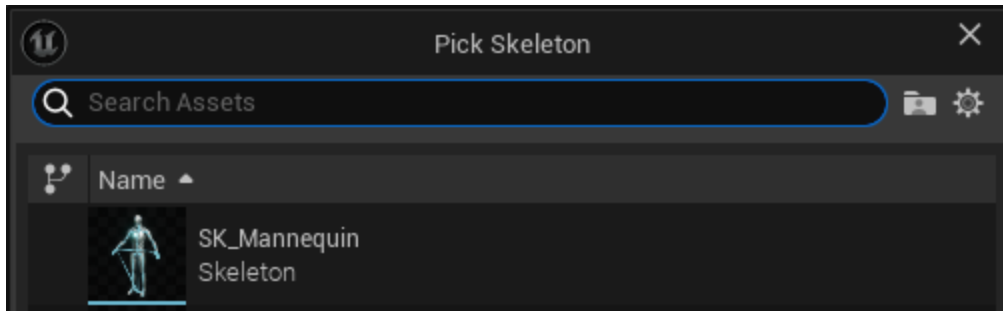 Pick Skeleton
Search Assets
Name
SK_Mannequin
Skeleton